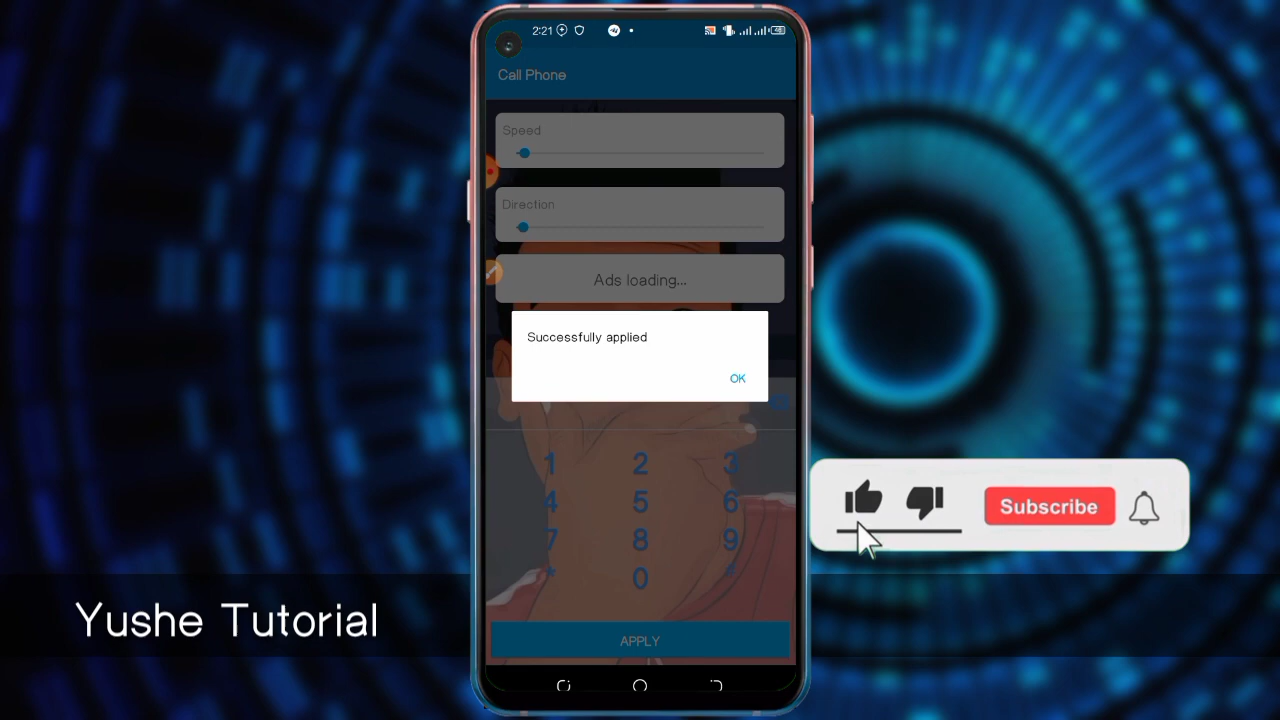 2:21
Call Phone
Speed
Direction
Ads loading...
Successfully applied
OK
1 2 3
4 5 6
7 8 9
* 0 #
APPLY
Subscribe
Yushe Tutorial